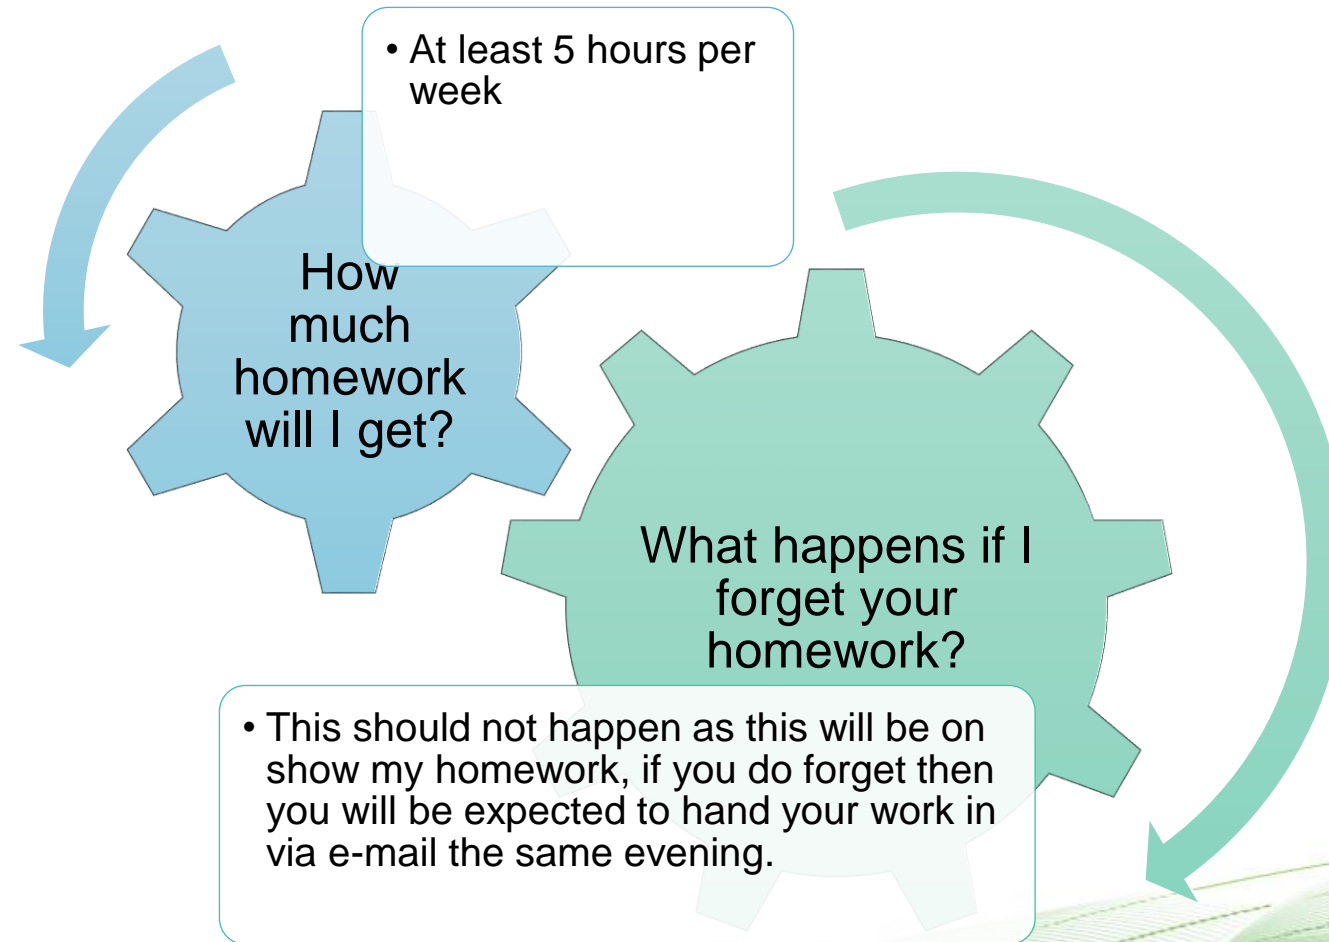 • At least 5 hours per
week
How
much
homework
will I get?
What happens if I
forget your
homework?
• This should not happen as this will be on
show my homework, if you do forget then
you will be expected to hand your work in
via e-mail the same evening.